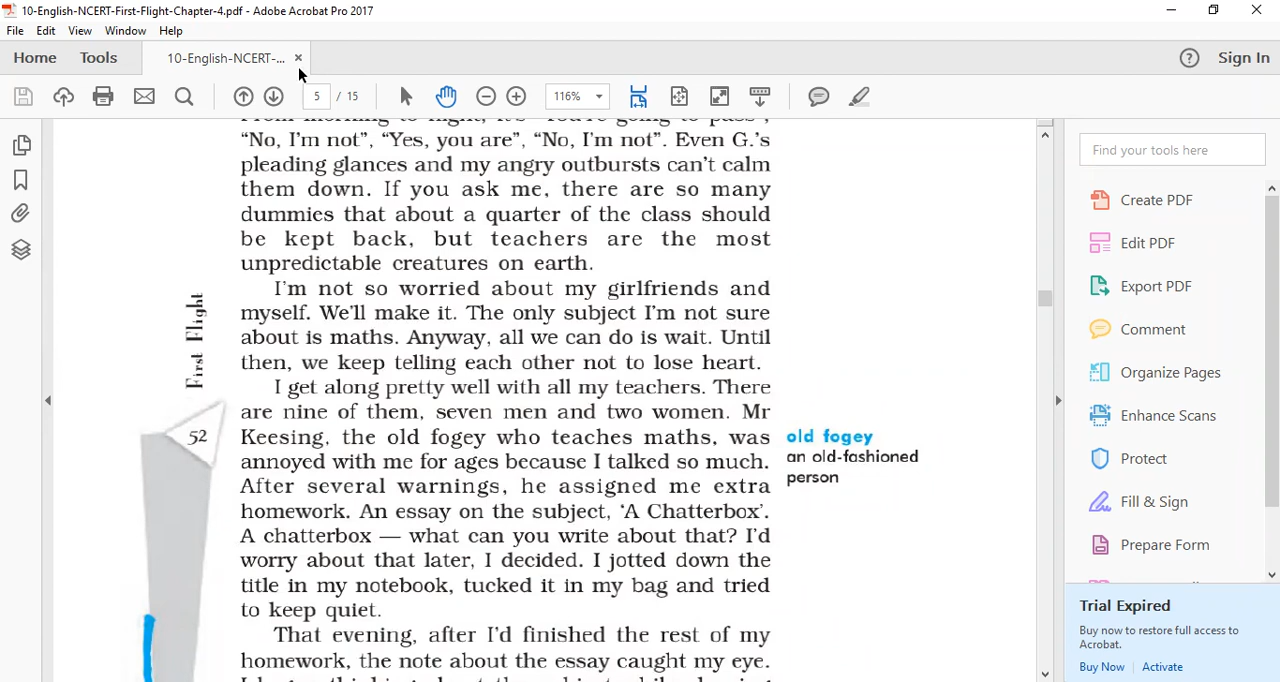 10-English-NCERT-First-Flight-Chapter-4.pdf - Adobe Acrobat Pro 2017
File Edit View Window Help
Home Tools 10-English-NCERT-... × Sign In
5 / 15 116%
From morning to night, it's "You're going to pass",
“No, I'm not”, “Yes, you are”, “No, I'm not”. Even G.'s
pleading glances and my angry outbursts can't calm
them down. If you ask me, there are so many
dummies that about a quarter of the class should
be kept back, but teachers are the most
unpredictable creatures on earth.
I'm not so worried about my girlfriends and
myself. We'll make it. The only subject I'm not sure
about is maths. Anyway, all we can do is wait. Until
then, we keep telling each other not to lose heart.
I get along pretty well with all my teachers. There
are nine of them, seven men and two women. Mr
Keesing, the old fogey who teaches maths, was
annoyed with me for ages because I talked so much.
After several warnings, he assigned me extra
homework. An essay on the subject, ‘A Chatterbox’.
A chatterbox — what can you write about that? I'd
worry about that later, I decided. I jotted down the
title in my notebook, tucked it in my bag and tried
to keep quiet.
That evening, after I'd finished the rest of my
homework, the note about the essay caught my eye.
First Flight
52
old fogey
an old-fashioned
person
Find your tools here
Create PDF
Edit PDF
Export PDF
Comment
Organize Pages
Enhance Scans
Protect
Fill & Sign
Prepare Form
Trial Expired
Buy now to restore full access to
Acrobat.
Buy Now Activate